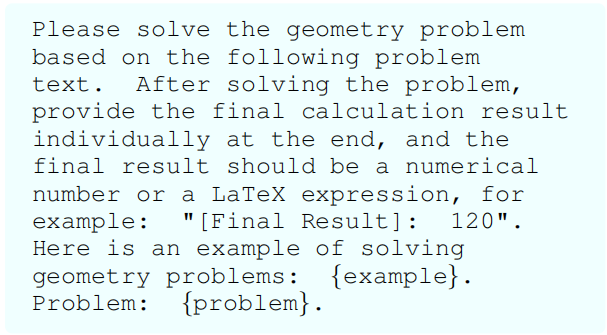 Please solve the geometry problem
based on the following problem
text.  After solving the problem,
provide the final calculation result
individually at the end, and the
final result should be a numerical
number or a LaTeX expression, for
example:  "[Final Result]:  120".
Here is an example of solving
geometry problems:  {example}.
Problem:  {problem}.